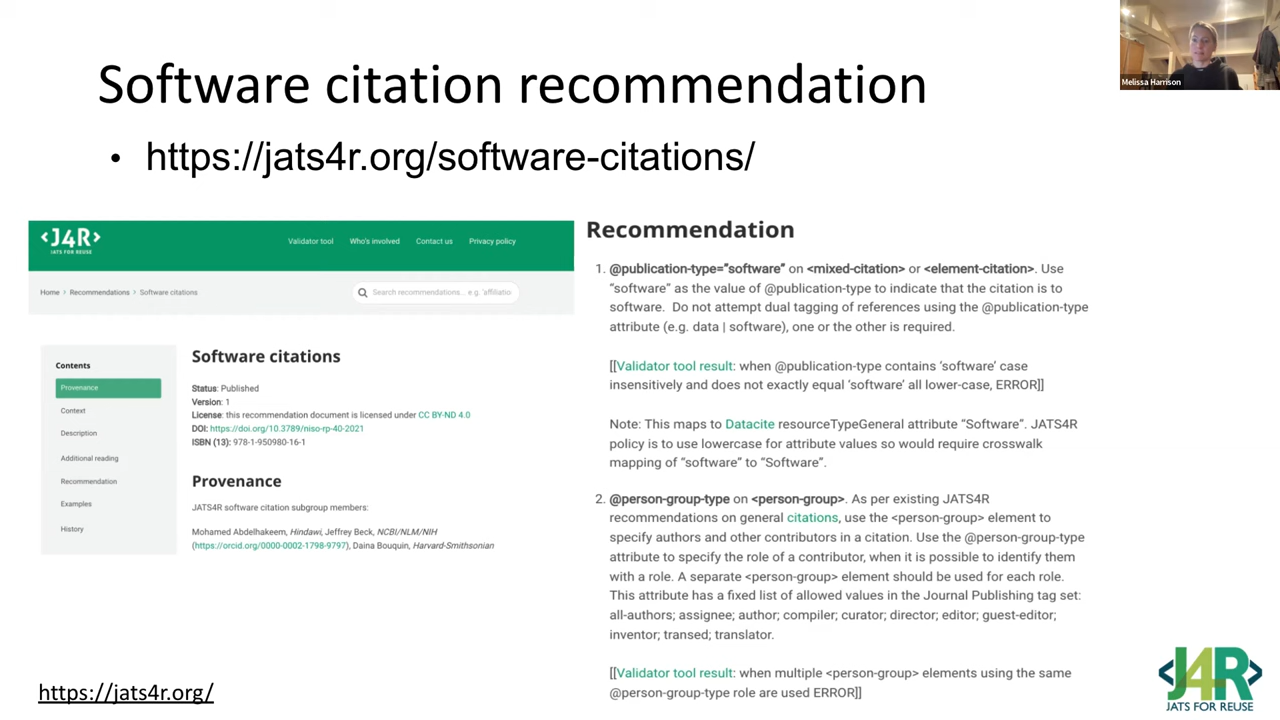 Software citation recommendation
Melissa Harrison
• https://jats4r.org/software-citations/
<J4R>
JATS FOR REUSE
Validator tool Who's involved Contact us Privacy policy
Home > Recommendations > Software citations
Search recommendations... e.g. 'affiliatio
Contents
Provenance
Context
Description
Additional reading
Recommendation
Examples
History
Software citations
Status: Published
Version: 1
License: this recommendation document is licensed under CC BY-ND 4.0
DOI: https://doi.org/10.3789/niso-rp-40-2021
ISBN (13): 978-1-950980-16-1
Provenance
JATS4R software citation subgroup members:
Mohamed Abdelhakeem, Hindawi, Jeffrey Beck, NCBI/NLM/NIH
(https://orcid.org/0000-0002-1798-9797), Daina Bouquin, Harvard-Smithsonian
Recommendation
1. @publication-type="software" on <mixed-citation> or <element-citation>. Use
"software" as the value of @publication-type to indicate that the citation is to
software. Do not attempt dual tagging of references using the @publication-type
attribute (e.g. data | software), one or the other is required.
[[Validator tool result: when @publication-type contains 'software' case
insensitively and does not exactly equal 'software' all lower-case, ERROR]]
Note: This maps to Datacite resourceTypeGeneral attribute "Software". JATS4R
policy is to use lowercase for attribute values so would require crosswalk
mapping of "software" to "Software".
2. @person-group-type on <person-group>. As per existing JATS4R
recommendations on general citations, use the <person-group> element to
specify authors and other contributors in a citation. Use the @person-group-type
attribute to specify the role of a contributor, when it is possible to identify them
with a role. A separate <person-group> element should be used for each role.
This attribute has a fixed list of allowed values in the Journal Publishing tag set:
all-authors; assignee; author; compiler; curator; director; editor; guest-editor;
inventor; transed; translator.
[[Validator tool result: when multiple <person-group> elements using the same
@person-group-type role are used ERROR]]
https://jats4r.org/
<J4R>
JATS FOR REUSE